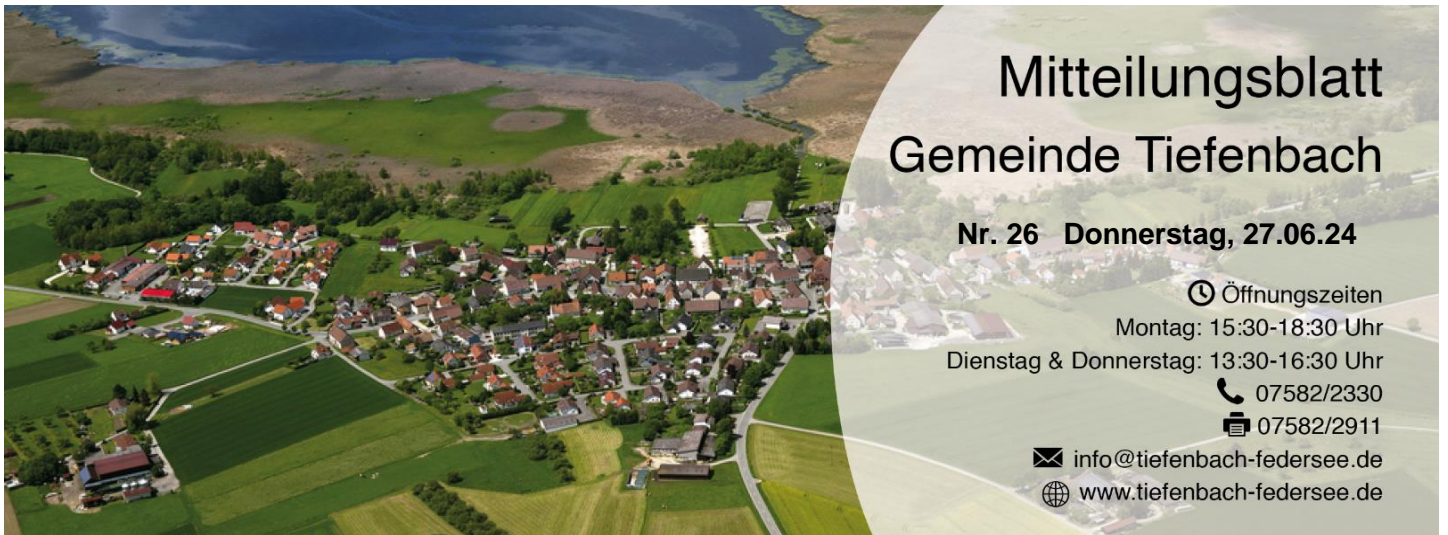 Mitteilungsblatt
Gemeinde Tiefenbach
Nr. 26 Donnerstag, 27.06.24
Öffnungszeiten
Montag: 15:30-18:30 Uhr
Dienstag & Donnerstag: 13:30-16:30 Uhr
07582/2330
07582/2911
info@tiefenbach-federsee.de
www.tiefenbach-federsee.de